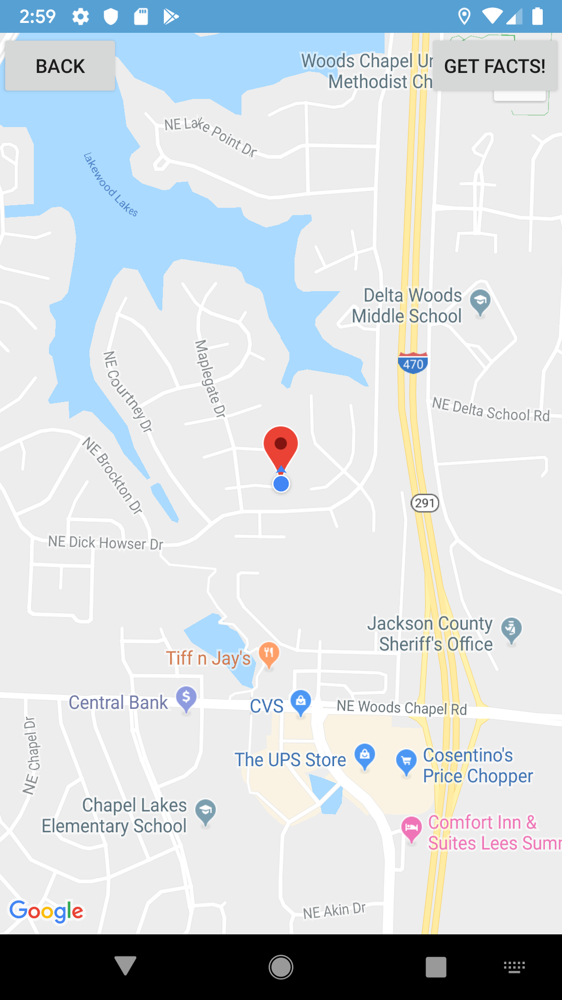 2:59
BACK
GET FACTS!
Woods Chapel Un
Methodist Ch
NE Lake Point Dr
Lakewood Lakes
Delta Woods
Middle School
470
NE Courtney Dr
Maplegate Dr
NE Delta School Rd
NE Brockton Dr
291
NE Dick Howser Dr
Jackson County
Sheriff's Office
Tiff n Jay's
Central Bank
CVS
NE Woods Chapel Rd
NE Chapel Dr
The UPS Store
Cosentino's
Price Chopper
Chapel Lakes
Elementary School
Comfort Inn &
Suites Lees Summ
Google
NE Akin Dr